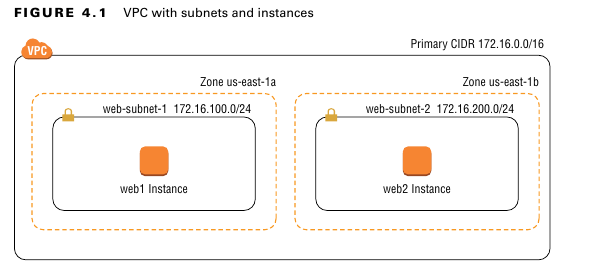 FIGURE 4.1 VPC with subnets and instances
VPC
Primary CIDR 172.16.0.0/16
Zone us-east-1a
Zone us-east-1b
web-subnet-1 172.16.100.0/24
web-subnet-2 172.16.200.0/24
web1 Instance
web2 Instance